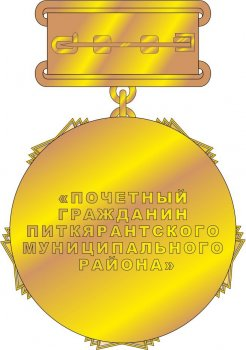 «ПОЧЕТНЫЙ
ГРАЖДАНИН
ПИТКЯРАНТСКОГО
МУНИЦИПАЛЬНОГО
РАЙОНА»